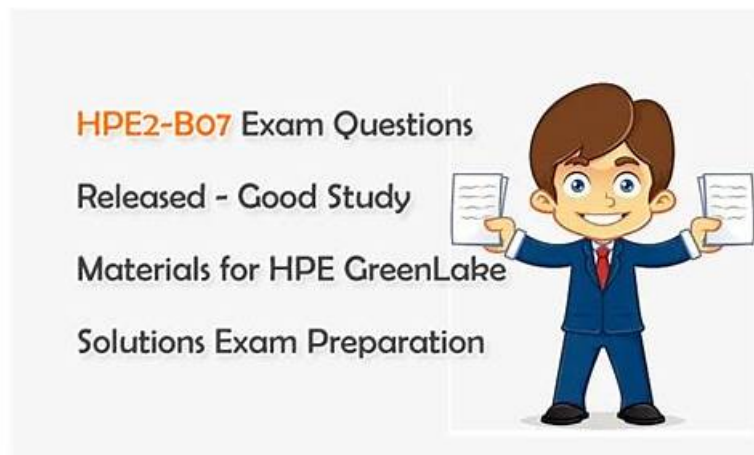 HPE2-B07 Exam Questions
Released - Good Study
Materials for HPE GreenLake
Solutions Exam Preparation